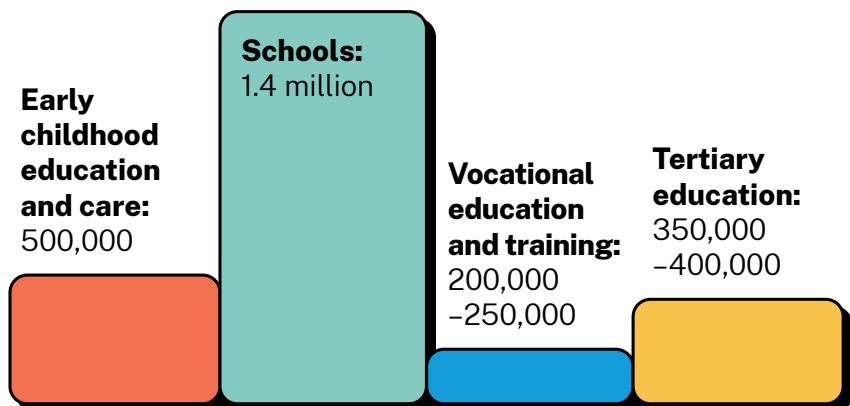 Early
childhood
education
and care:
500,000
Schools:
1.4 million
Vocational
education
and training:
200,000
–250,000
Tertiary
education:
350,000
–400,000